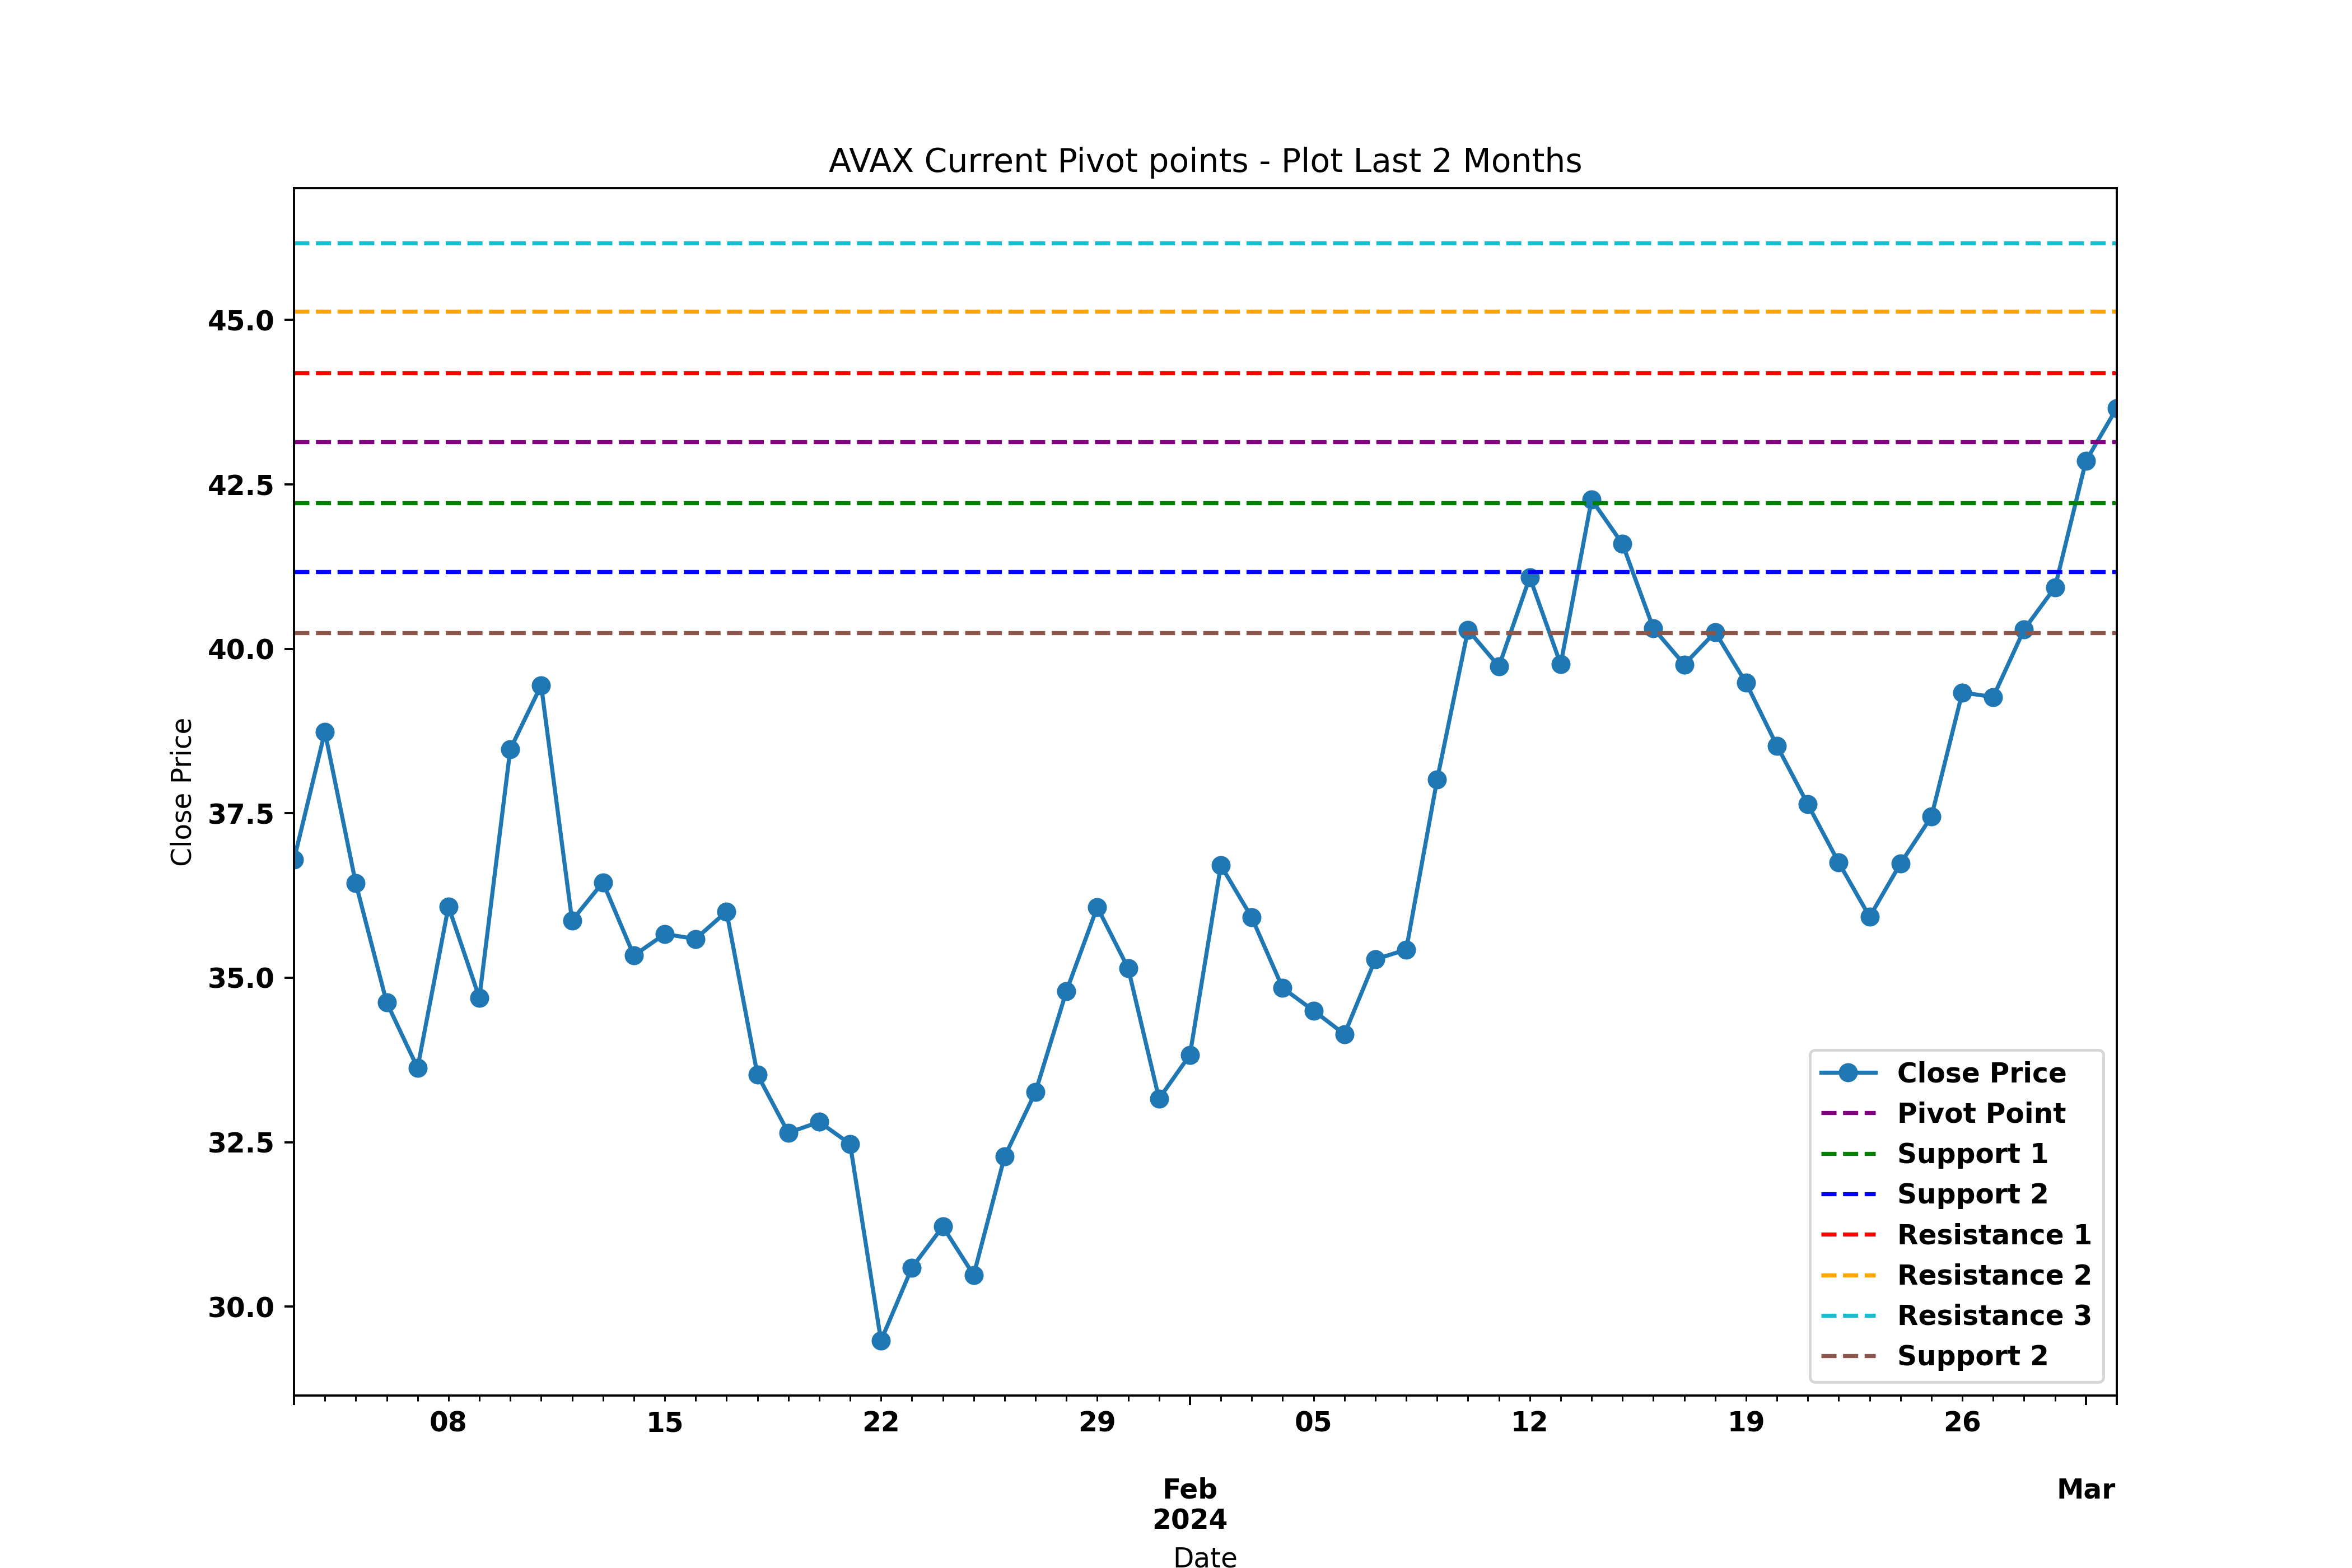 AVAX Current Pivot points - Plot Last 2 Months
Close Price
45.0
42.5
40.0
37.5
35.0
32.5
30.0
Close Price
Pivot Point
Support 1
Support 2
Resistance 1
Resistance 2
Resistance 3
Support 2
08 15 22 29 05 12 19 26
Feb Mar
2024
Date